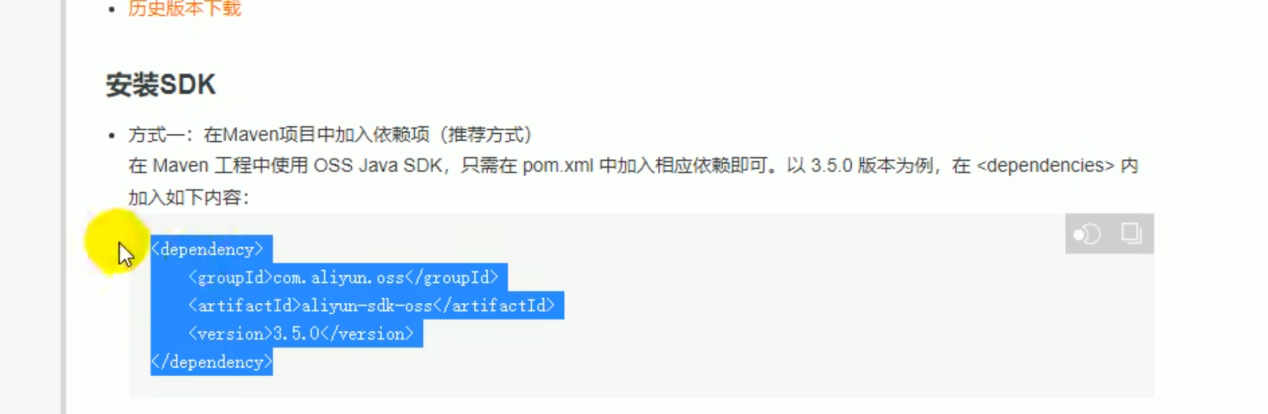 历史版本下载
安装SDK
方式一：在Maven项目中加入依赖项（推荐方式）
在 Maven 工程中使用 OSS Java SDK，只需在 pom.xml 中加入相应依赖即可。以 3.5.0 版本为例，在 <dependencies> 内
加入如下内容：
<dependency>
<groupId>com.aliyun.oss</groupId>
<artifactId>aliyun-sdk-oss</artifactId>
<version>3.5.0</version>
</dependency>